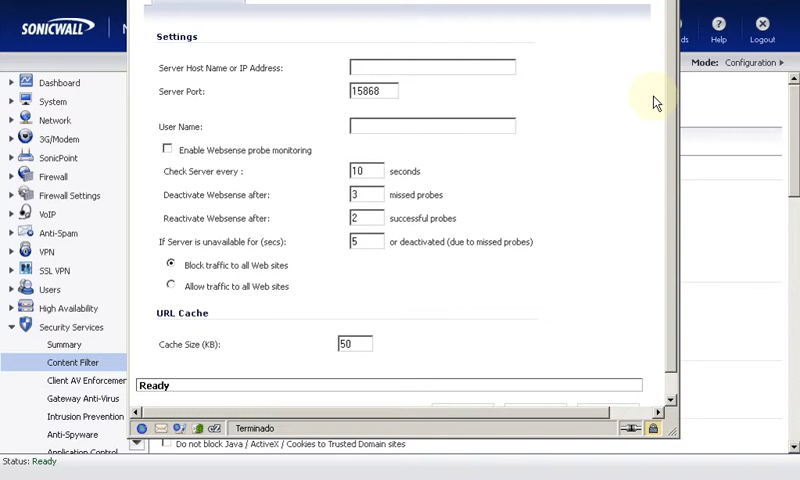 SONICWALL
N
ds
Help
Logout
Mode: Configuration
Dashboard
System
Network
3G/Modem
SonicPoint
Firewall
Firewall Settings
VoIP
Anti-Spam
VPN
SSL VPN
Users
High Availability
Security Services
Summary
Content Filter
Client AV Enforcemen
Gateway Anti-Virus
Intrusion Prevention
Anti-Spyware
Settings
Server Host Name or IP Address:
Server Port: 15868
User Name:
Enable Websense probe monitoring
Check Server every : 10 seconds
Deactivate Websense after: 3 missed probes
Reactivate Websense after: 2 successful probes
If Server is unavailable for (secs): 5 or deactivated (due to missed probes)
Block traffic to all Web sites
Allow traffic to all Web sites
URL Cache
Cache Size (KB): 50
Ready
Terminado
Do not block Java / ActiveX / Cookies to Trusted Domain sites
Status: Ready